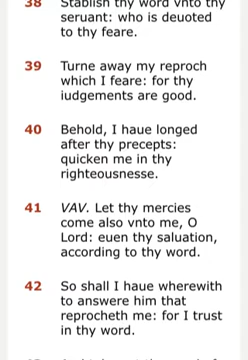 38 Stablish thy word vnto thy
seruant: who is deuoted
to thy feare.
39 Turne away my reproch
which I feare: for thy
iudgements are good.
40 Behold, I haue longed
after thy precepts:
quicken me in thy
righteousnesse.
41 VAV. Let thy mercies
come also vnto me, O
Lord: euen thy saluation,
according to thy word.
42 So shall I haue wherewith
to answere him that
reprocheth me: for I trust
in thy word.